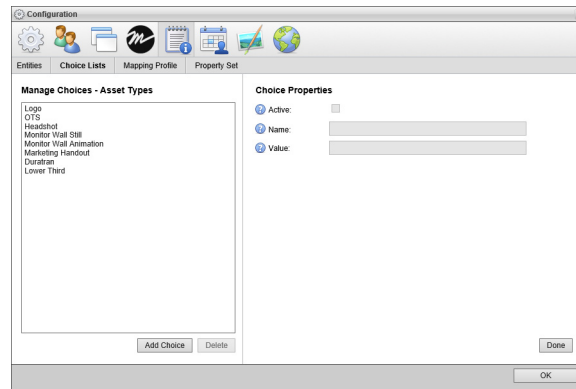 Configuration
Entities Choice Lists Mapping Profile Property Set
Manage Choices - Asset Types
Logo
OTS
Headshot
Monitor Wall Still
Monitor Wall Animation
Marketing Handout
Duratran
Lower Third
Add Choice Delete
Choice Properties
? Active:
? Name:
? Value:
Done
OK